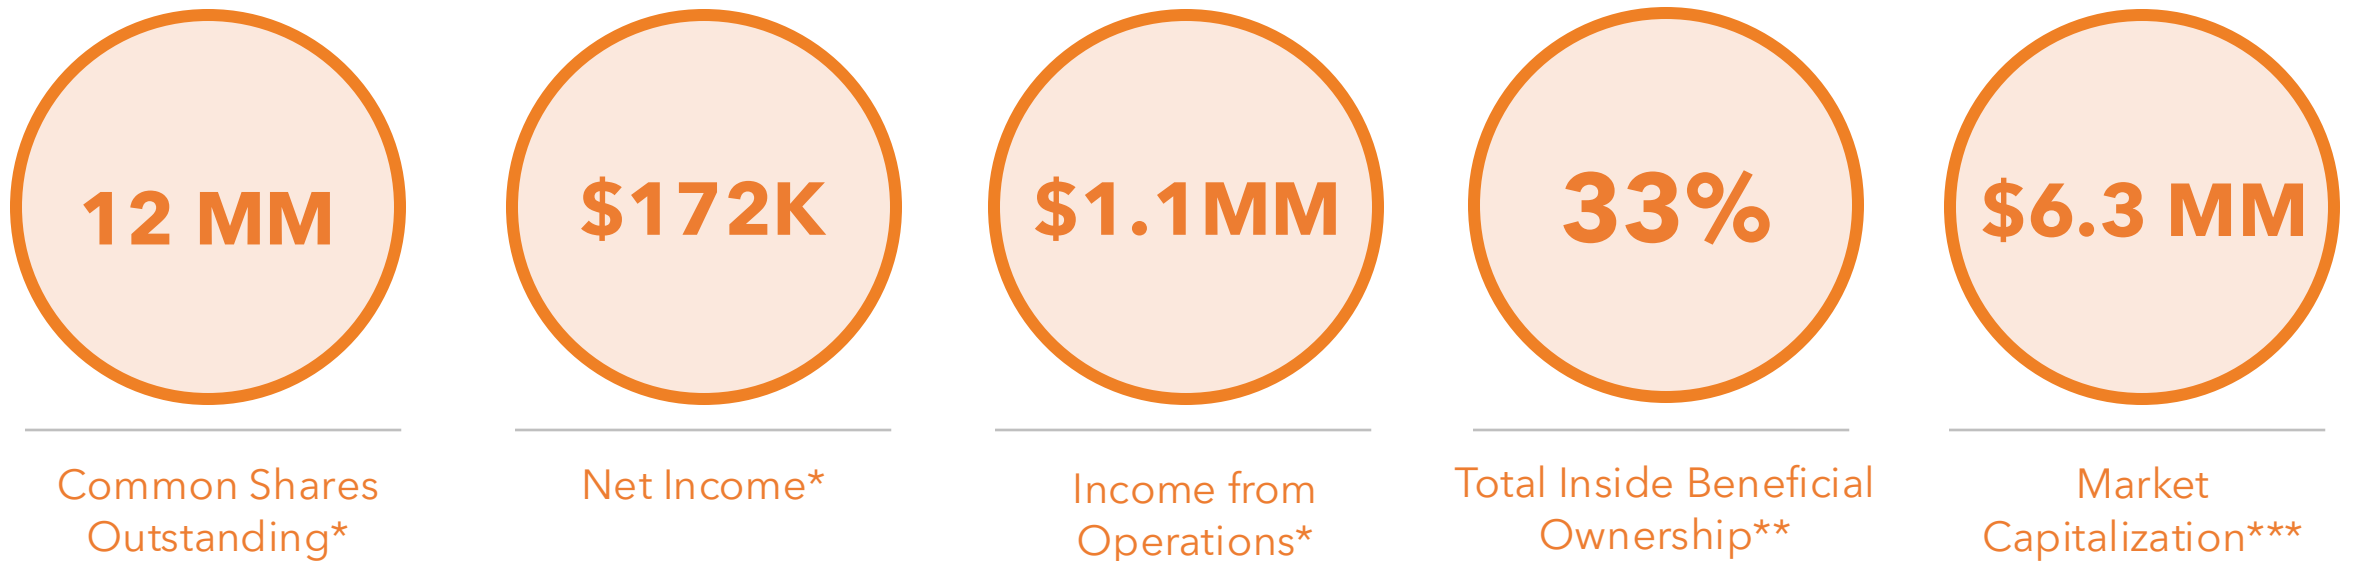 12 MM
Common Shares
Outstanding*
$172K
Net Income*
$1.1MM
Income from
Operations*
33%
Total Inside Beneficial
Ownership**
$6.3 MM
Market
Capitalization***